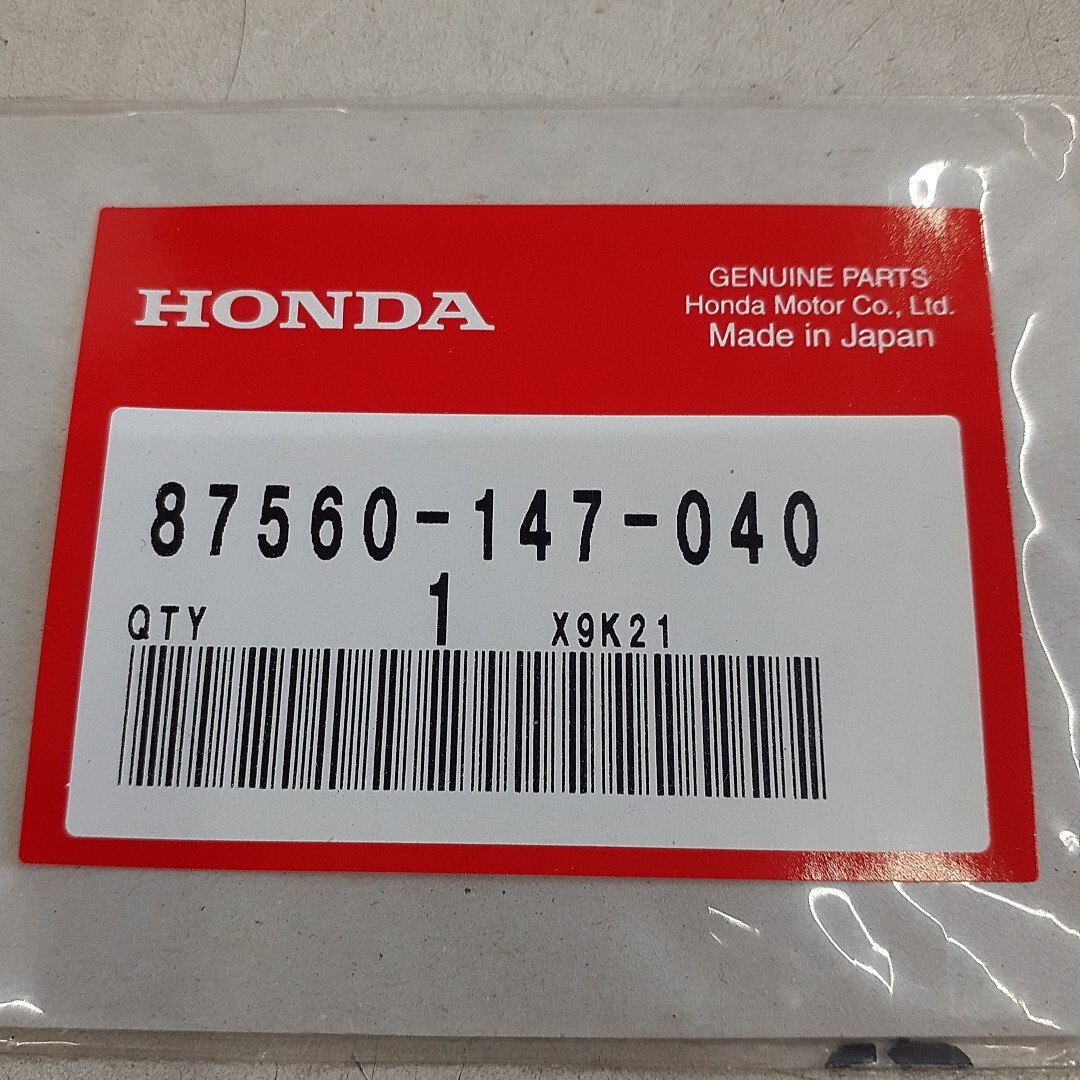 HONDA
GENUINE PARTS
Honda Motor Co., Ltd.
Made in Japan
87560-147-040
QTY 1 X9K21